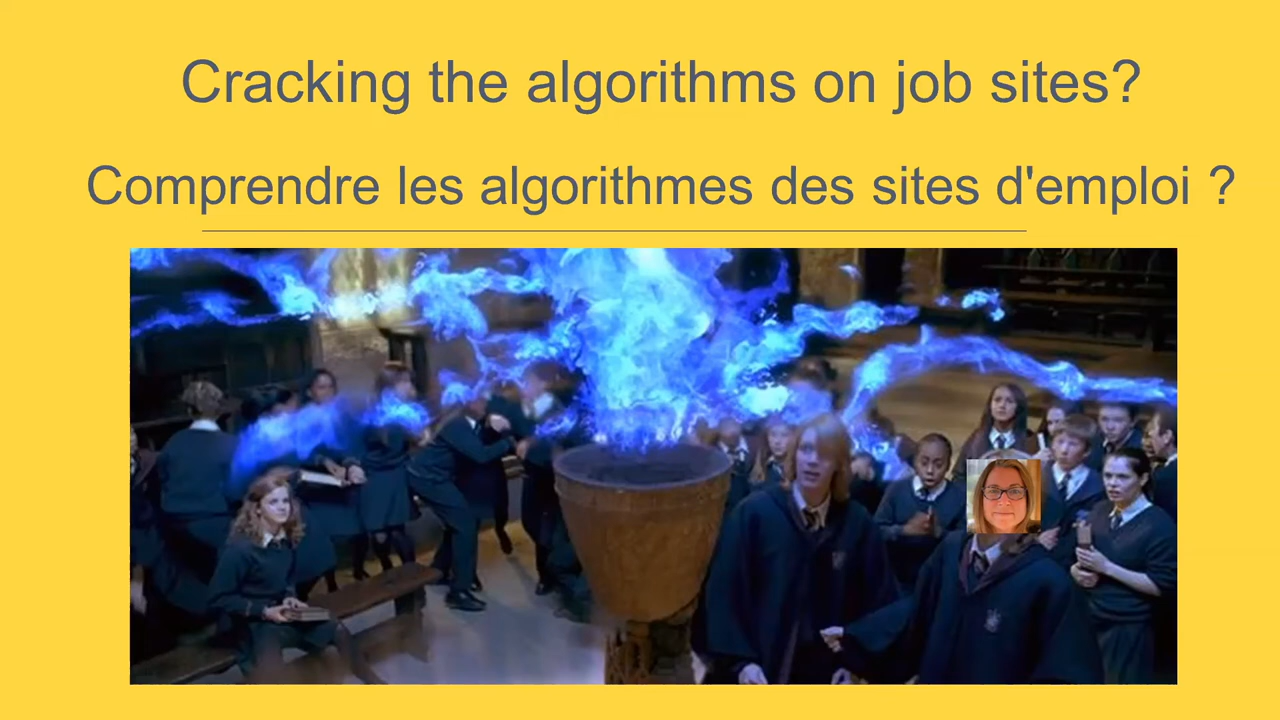 Cracking the algorithms on job sites?
Comprendre les algorithmes des sites d'emploi ?